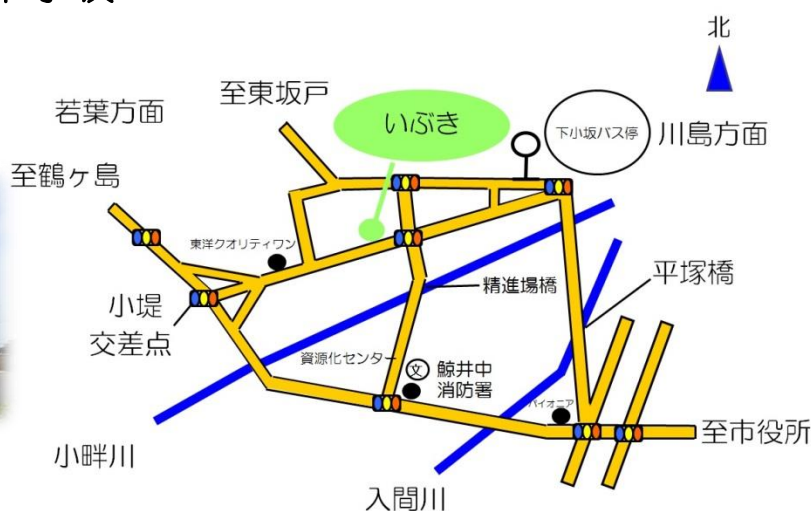 北
至東坂戸
いぶき
下小坂バス停
川島方面
若葉方面
至鶴ヶ島
東洋クオリティワン
精進場橋
平塚橋
小堤
交差点
資源化センター
文 鯨井中
消防署
パイオニア
至市役所
小畔川
入間川